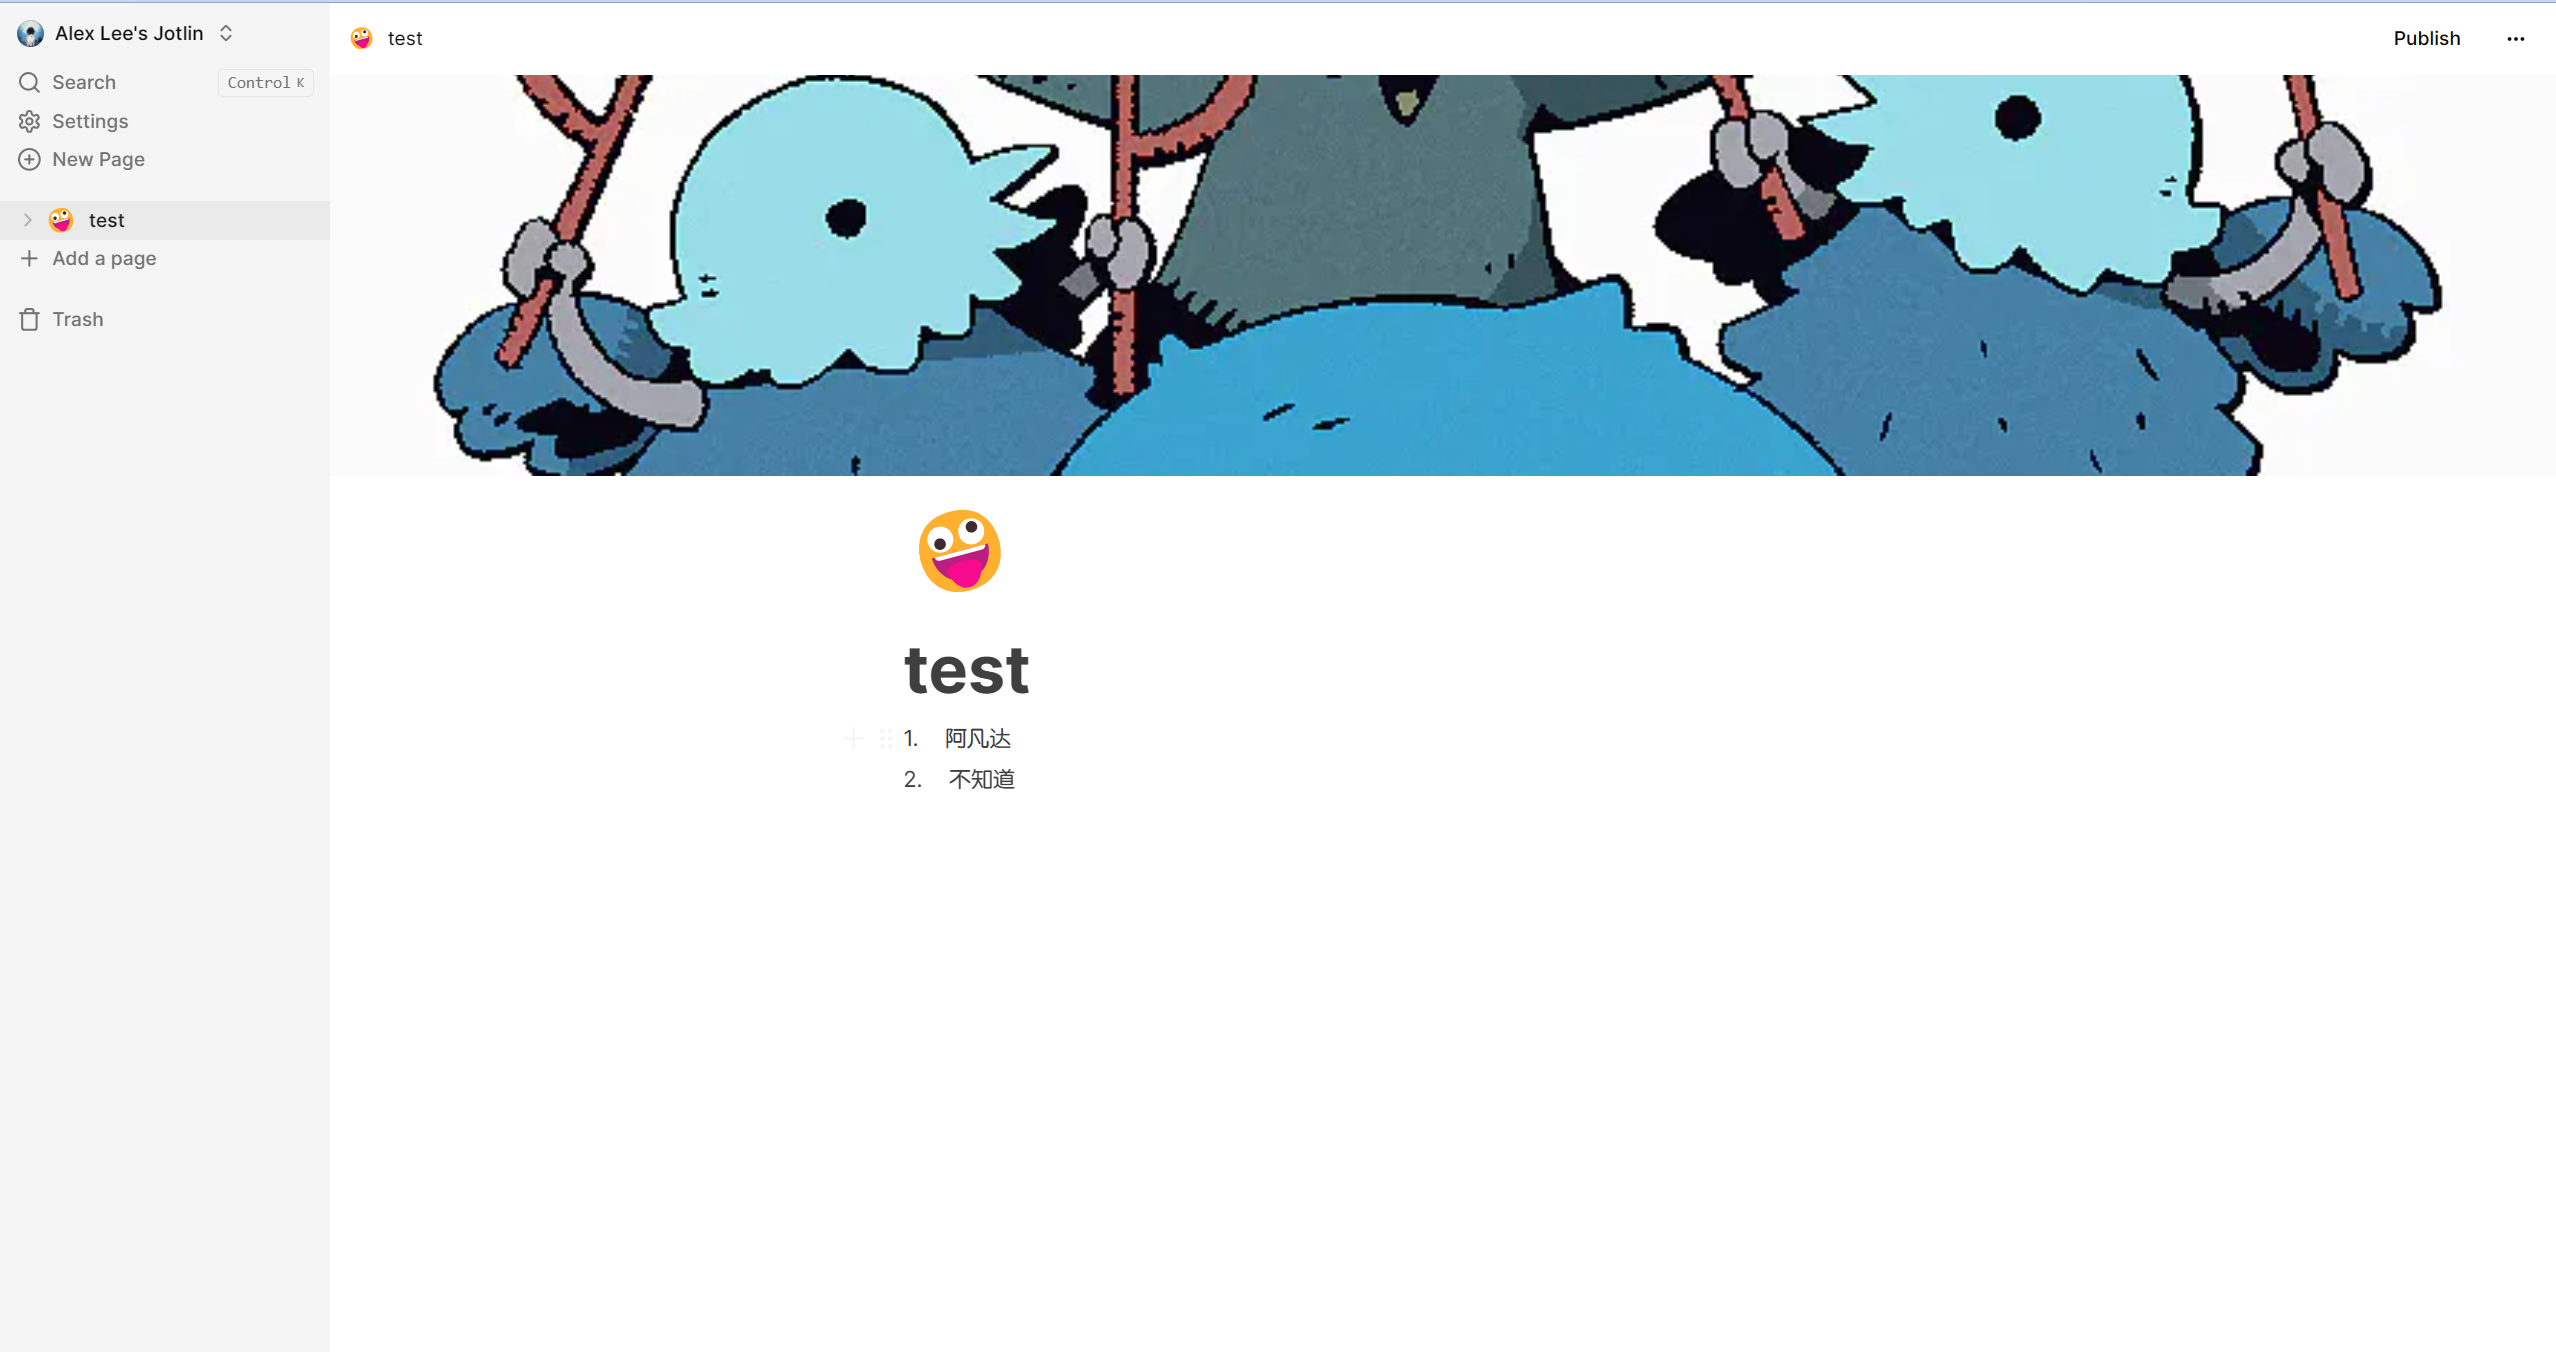 Alex Lee's Jotlin
Search Control K
Settings
New Page
test
Add a page
Trash
test
Publish
test
1. 阿凡达
2. 不知道